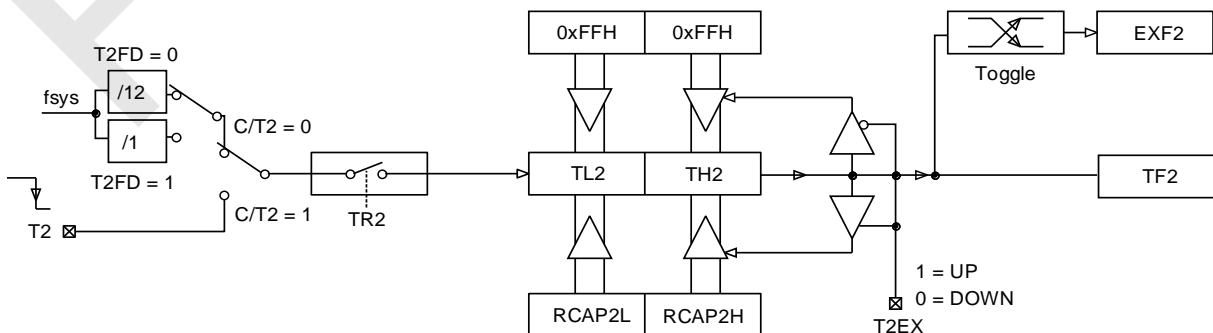 0xFFH 0xFFH
EXF2
Toggle
T2FD = 0
/12
fsys
/1
T2FD = 1
C/T2 = 0
C/T2 = 1
T2
TR2
TL2 TH2
TF2
RCAP2L RCAP2H
1 = UP
0 = DOWN
T2EX